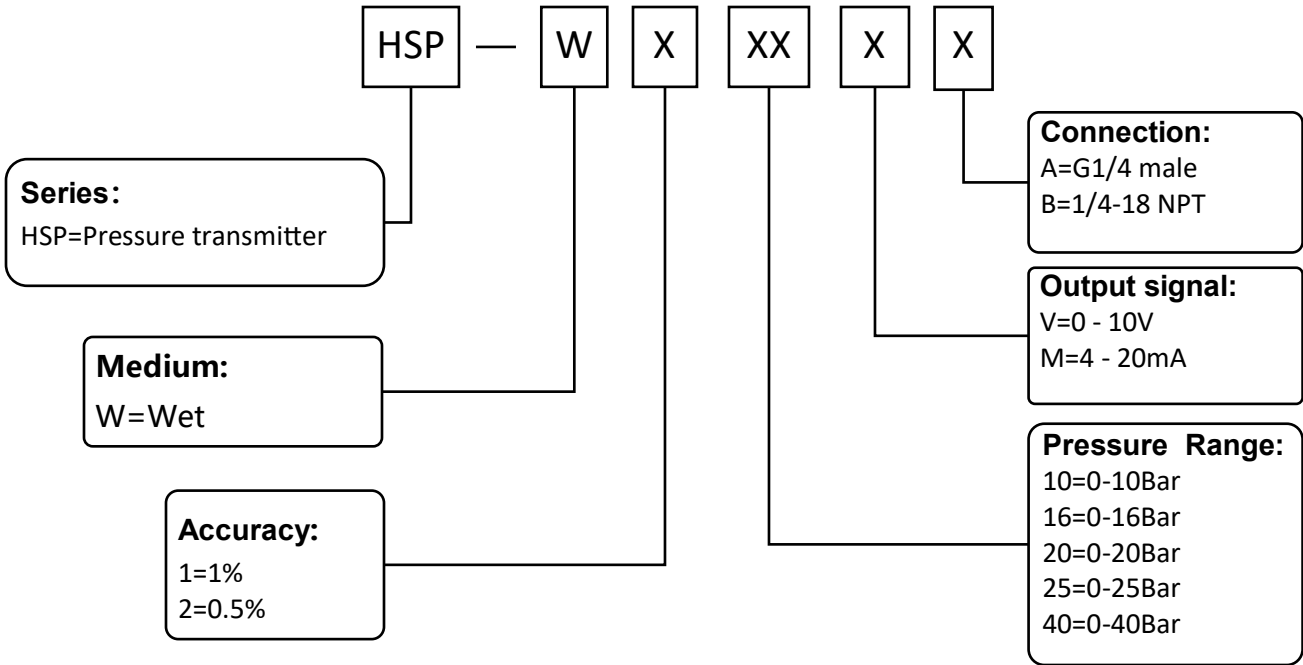 HSP — W X XX X X
Series:
HSP=Pressure transmitter
Medium:
W=Wet
Accuracy:
1=1%
2=0.5%
Connection:
A=G1/4 male
B=1/4-18 NPT
Output signal:
V=0 - 10V
M=4 - 20mA
Pressure Range:
10=0-10Bar
16=0-16Bar
20=0-20Bar
25=0-25Bar
40=0-40Bar